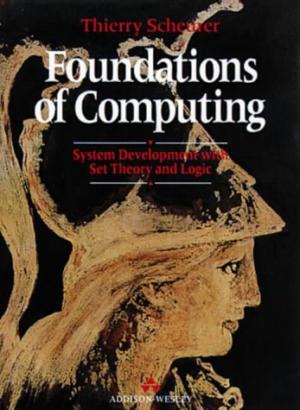 Thierry Scheurer
Foundations
of Computing
System Development with
Set Theory and Logic
ADDISON-WESLEY